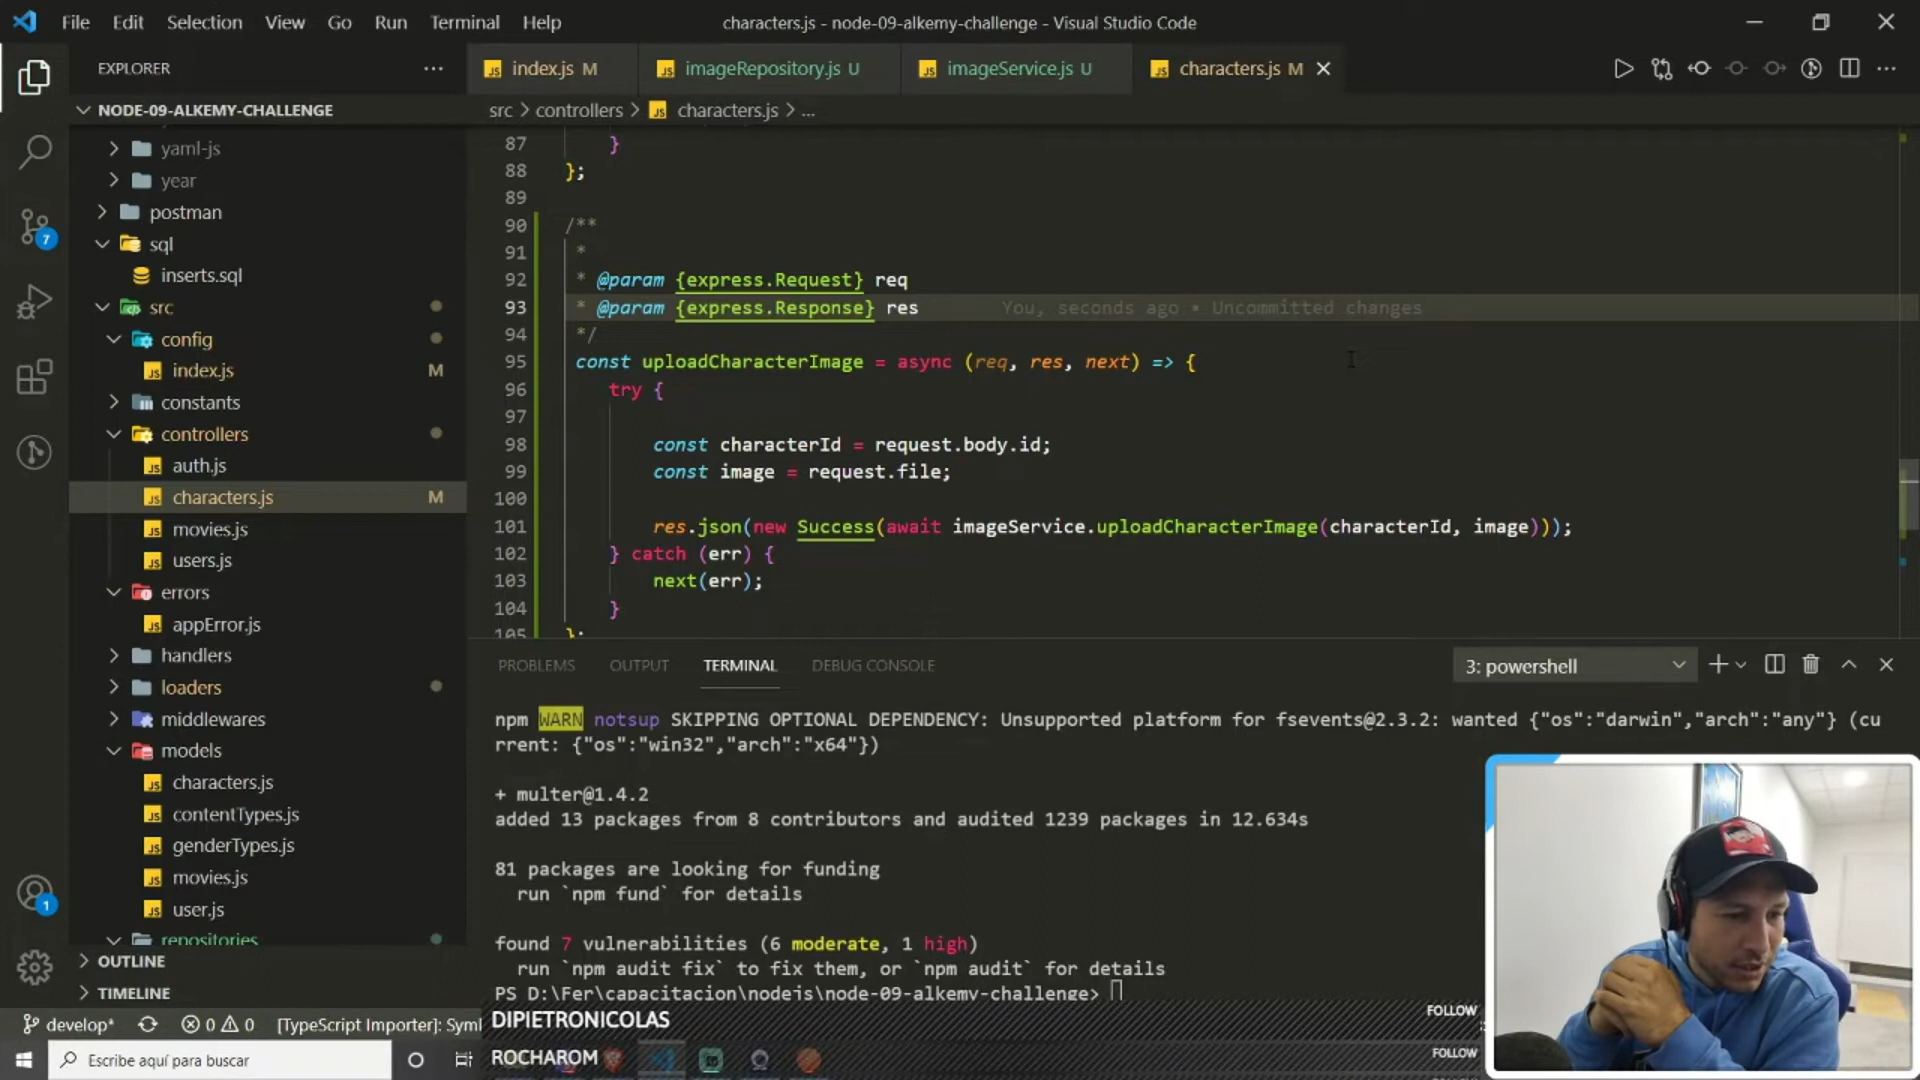 File Edit Selection View Go Run Terminal Help
characters.js - node-09-alkemy-challenge - Visual Studio Code
EXPLORER
index.js M
imageRepository.js U
imageService.js U
characters.js M
NODE-09-ALKEMY-CHALLENGE
src > controllers > characters.js > ...
yaml-js
year
postman
sql
inserts.sql
src
config
index.js M
constants
controllers
auth.js
characters.js M
movies.js
users.js
errors
appError.js
handlers
loaders
middlewares
models
characters.js
contentTypes.js
genderTypes.js
movies.js
user.js
repositories
OUTLINE
TIMELINE
87 }
88 };
89
90 /**
91 *
92 * @param {express.Request} req
93 * @param {express.Response} res You, seconds ago • Uncommitted changes
94 */
95 const uploadCharacterImage = async (req, res, next) => {
96 try {
97
98 const characterId = request.body.id;
99 const image = request.file;
100
101 res.json(new Success(await imageService.uploadCharacterImage(characterId, image)));
102 } catch (err) {
103 next(err);
104 }
105 };
PROBLEMS OUTPUT TERMINAL DEBUG CONSOLE
3: powershell
npm WARN notsup SKIPPING OPTIONAL DEPENDENCY: Unsupported platform for fsevents@2.3.2: wanted {"os":"darwin","arch":"any"} (cu
rrent: {"os":"win32","arch":"x64"})
+ multer@1.4.2
added 13 packages from 8 contributors and audited 1239 packages in 12.634s
81 packages are looking for funding
run `npm fund` for details
found 7 vulnerabilities (6 moderate, 1 high)
run `npm audit fix` to fix them, or `npm audit` for details
PS D:\Fer\capacitacion\nodejs\node-09-alkemy-challenge>
7
1
develop* 0 0 [TypeScript Importer]: Symb
DIPIETRONICOLAS FOLLOW
Escribe aquí para buscar
ROCHAROM FOLLOW